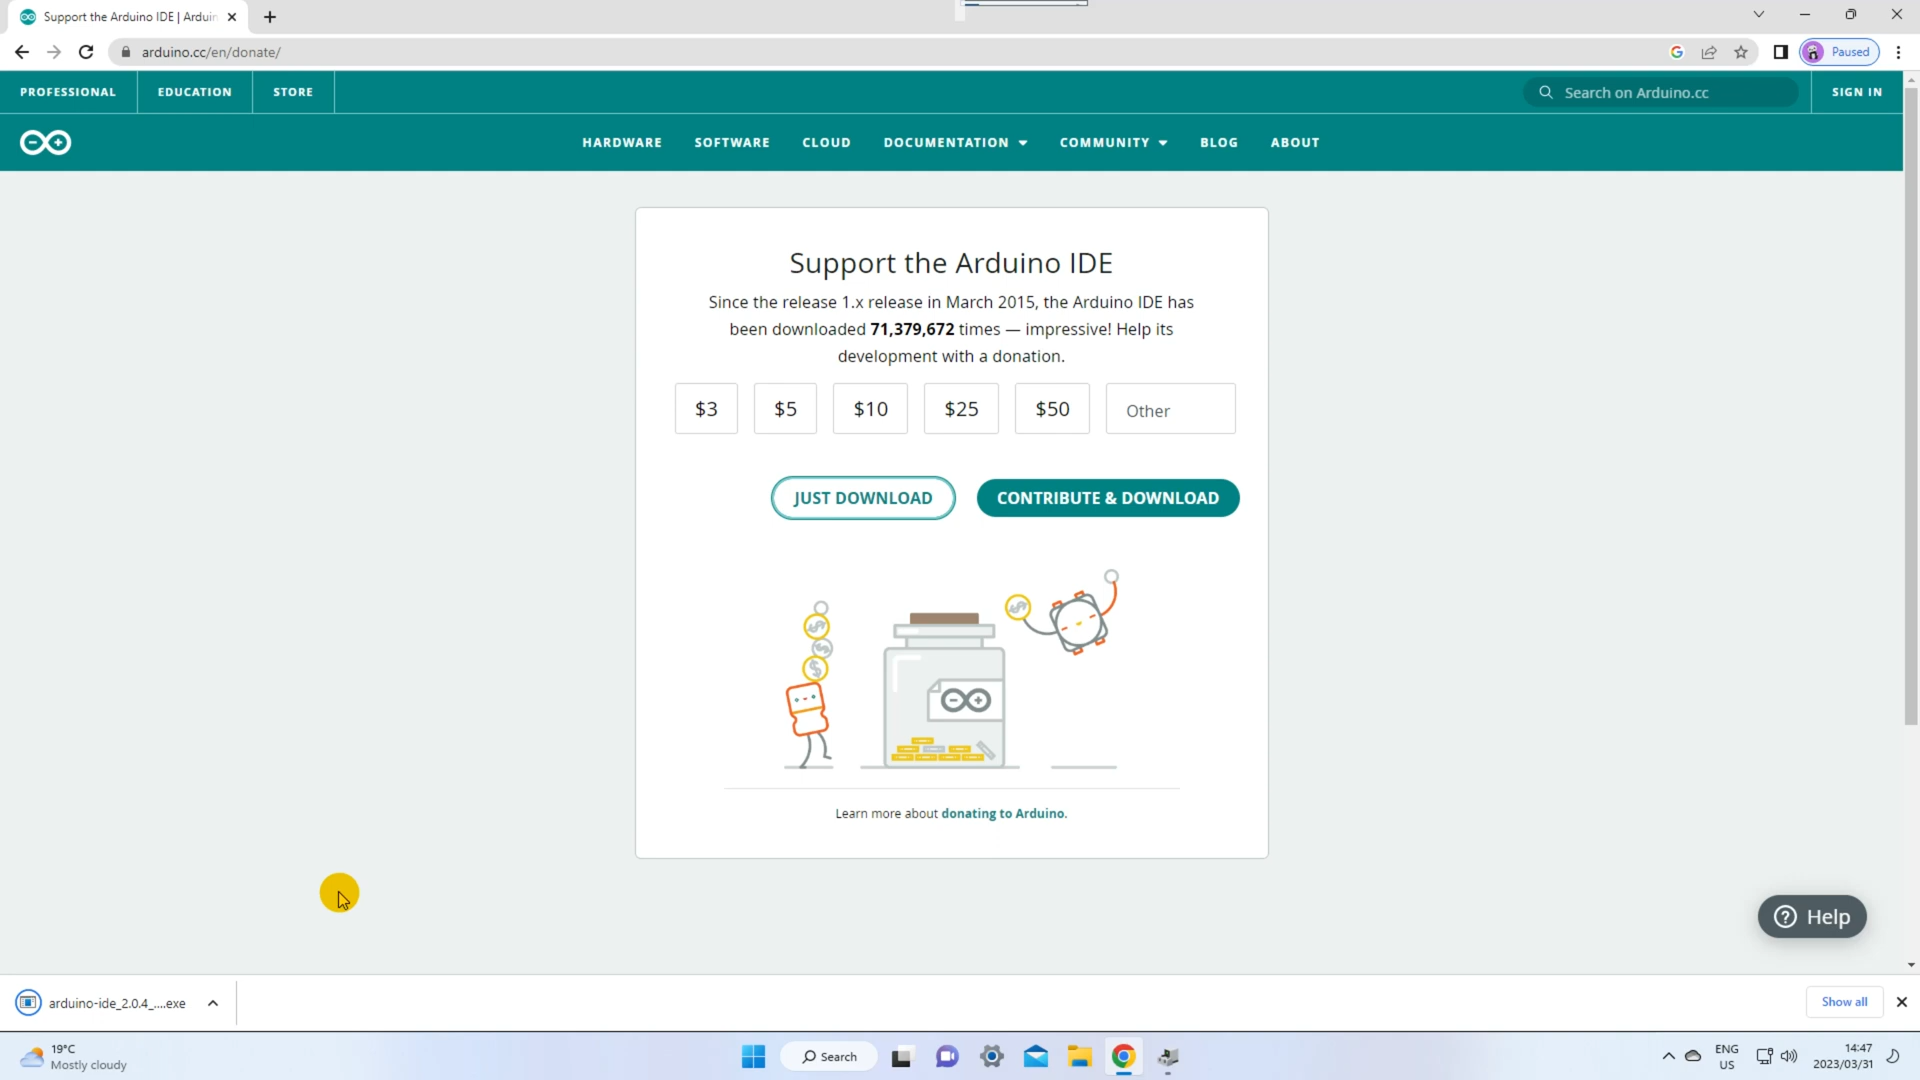 Support the Arduino IDE | Arduin
arduino.cc/en/donate/
Paused
PROFESSIONAL
EDUCATION
STORE
Search on Arduino.cc
SIGN IN
HARDWARE
SOFTWARE
CLOUD
DOCUMENTATION
COMMUNITY
BLOG
ABOUT
Support the Arduino IDE
Since the release 1.x release in March 2015, the Arduino IDE has
been downloaded 71,379,672 times — impressive! Help its
development with a donation.
$3
$5
$10
$25
$50
Other
JUST DOWNLOAD
CONTRIBUTE & DOWNLOAD
Learn more about donating to Arduino.
Help
arduino-ide_2.0.4_....exe
Show all
19°C
Mostly cloudy
Search
ENG
US
14:47
2023/03/31